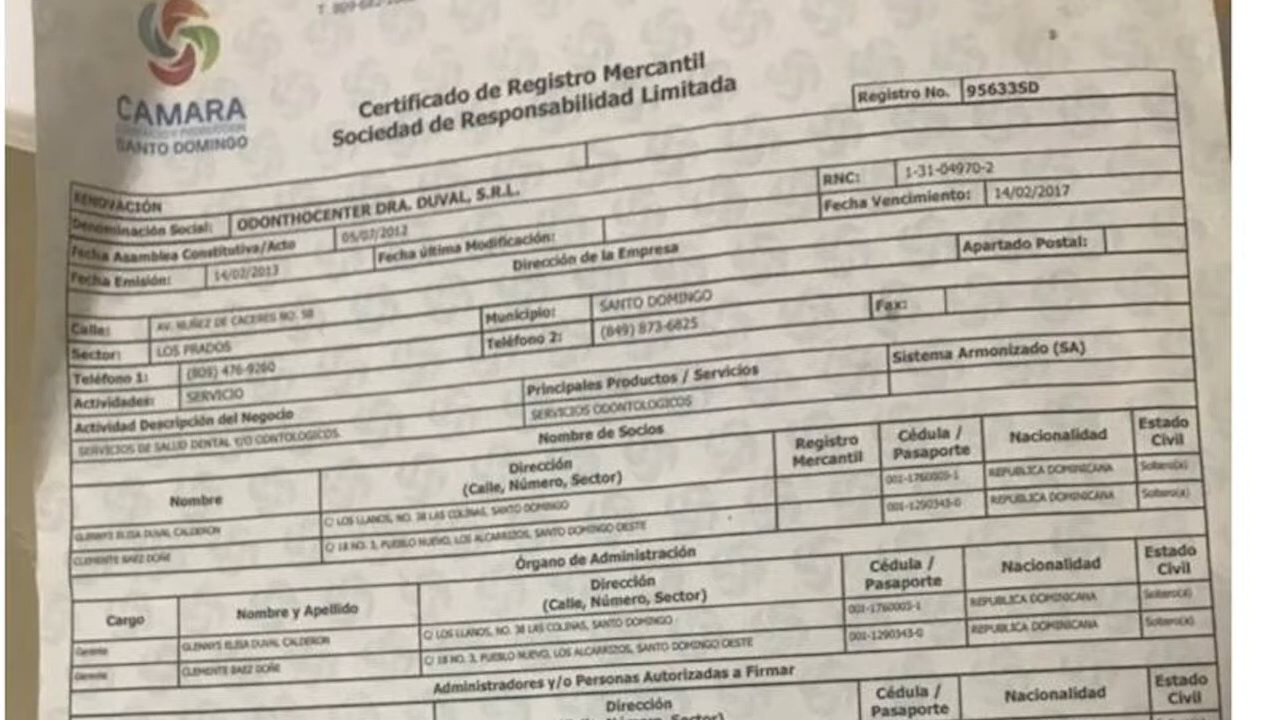 CAMARA
SANTO DOMINGO
Certificado de Registro Mercantil
Sociedad de Responsabilidad Limitada
Registro No. 95633SD
RENOVACIÓN
Denominación Social: ODONTHOCENTER DRA. DUVAL, S.R.L.
RNC: 1-31-04970-2
Fecha Asamblea Constitutiva/Acto 05/07/2012
Fecha última Modificación:
Fecha Vencimiento: 14/02/2017
Fecha Emisión: 14/02/2013
Dirección de la Empresa
Apartado Postal:
Calle: AV. NUÑEZ DE CACERES NO. 58
Municipio: SANTO DOMINGO
Sector: LOS PRADOS
Teléfono 2: (849) 873-6825
Fax:
Teléfono 1: (809) 476-9260
Actividades: SERVICIO
Principales Productos / Servicios
Sistema Armonizado (SA)
Actividad Descripción del Negocio
SERVICIOS ODONTOLOGICOS
SERVICIOS DE SALUD DENTAL Y/O ODONTOLOGICOS.
Nombre de Socios
Nombre
Dirección
(Calle, Número, Sector)
Registro
Mercantil
Cédula /
Pasaporte
Nacionalidad
Estado
Civil
GLENNYS ELISA DUVAL CALDERON C/ LOS LLANOS, NO. 38 LAS COLINAS, SANTO DOMINGO 001-1760005-1 REPUBLICA DOMINICANA Soltero(a)
CLEMENTE BAEZ DOÑE C/ 18 NO. 3, PUEBLO NUEVO, LOS ALCARRIZOS, SANTO DOMINGO OESTE 001-1290343-0 REPUBLICA DOMINICANA Soltero(a)
Órgano de Administración
Cargo
Nombre y Apellido
Dirección
(Calle, Número, Sector)
Cédula /
Pasaporte
Nacionalidad
Estado
Civil
Gerente GLENNYS ELISA DUVAL CALDERON C/ LOS LLANOS, NO. 38 LAS COLINAS, SANTO DOMINGO 001-1760005-1 REPUBLICA DOMINICANA Soltero(a)
Gerente CLEMENTE BAEZ DOÑE C/ 18 NO. 3, PUEBLO NUEVO, LOS ALCARRIZOS, SANTO DOMINGO OESTE 001-1290343-0 REPUBLICA DOMINICANA Soltero(a)
Administradores y/o Personas Autorizadas a Firmar
Dirección
Cédula /
Pasaporte
Nacionalidad
Estado
Civil